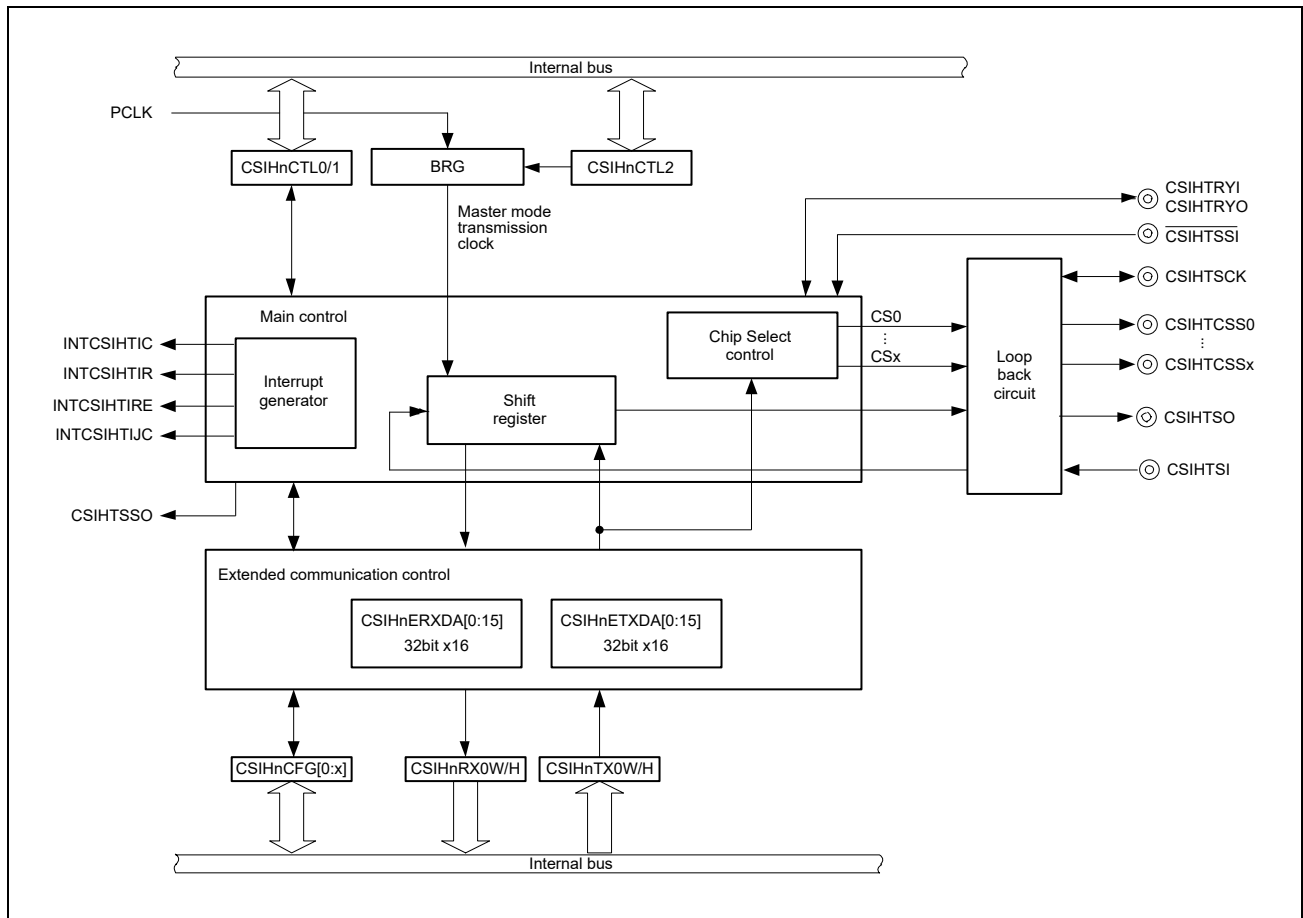 Internal bus
PCLK
CSIHnCTL0/1
BRG
CSIHnCTL2
Master mode
transmission
clock
CSIHTRYI
CSIHTRYO
CSIHTSSI
CSIHTSCK
Main control
Chip Select
control
CS0
⋮
CSx
Loop
back
circuit
CSIHTCSS0
⋮
CSIHTCSSx
CSIHTSO
CSIHTSI
INTCSIHTIC
INTCSIHTIR
INTCSIHTIRE
INTCSIHTIJC
Interrupt
generator
Shift
register
CSIHTSSO
Extended communication control
CSIHnERXDA[0:15]
32bit x16
CSIHnETXDA[0:15]
32bit x16
CSIHnCFG[0:x]
CSIHnRX0W/H
CSIHnTX0W/H
Internal bus